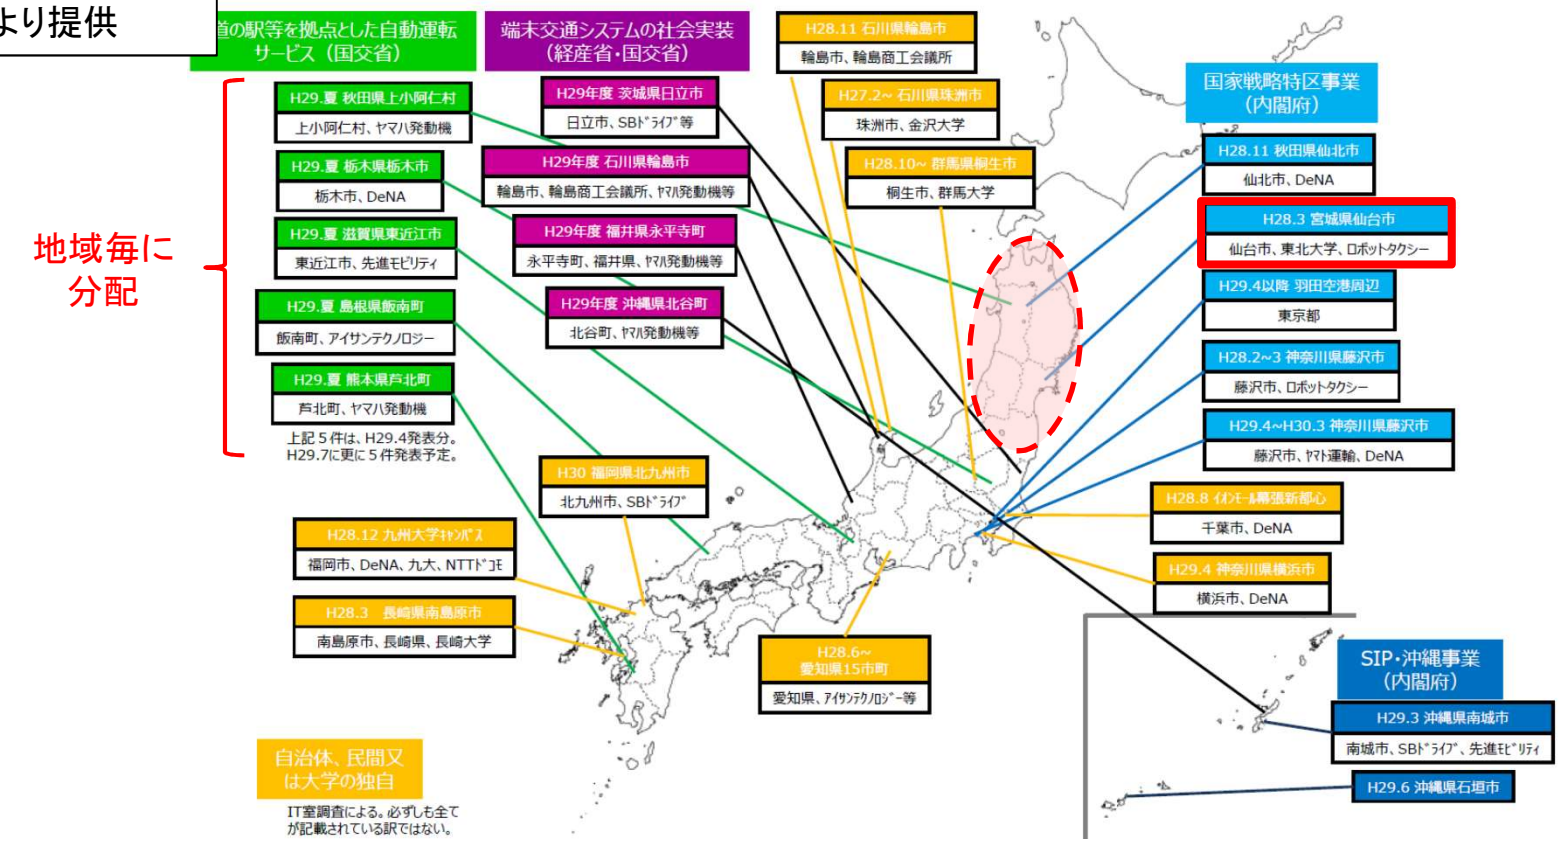 より提供
道の駅等を拠点とした自動運転
サービス（国交省）
端末交通システムの社会実装
（経産省・国交省）
H28.11 石川県輪島市
輪島市、輪島商工会議所
国家戦略特区事業
（内閣府）
H29.夏 秋田県上小阿仁村
上小阿仁村、ヤマハ発動機
H29年度 茨城県日立市
日立市、SBﾄﾞﾗｲﾌﾞ等
H27.2~ 石川県珠洲市
珠洲市、金沢大学
H28.11 秋田県仙北市
仙北市、DeNA
H29.夏 栃木県栃木市
栃木市、DeNA
H29年度 石川県輪島市
輪島市、輪島商工会議所、ﾔﾏﾊ発動機等
H28.10~ 群馬県桐生市
桐生市、群馬大学
H28.3 宮城県仙台市
仙台市、東北大学、ﾛﾎﾞｯﾄﾀｸｼｰ
地域毎に
分配
H29.夏 滋賀県東近江市
東近江市、先進モビリティ
H29年度 福井県永平寺町
永平寺町、福井県、ﾔﾏﾊ発動機等
H29.4以降 羽田空港周辺
東京都
H29.夏 島根県飯南町
飯南町、アイサンテクノロジー
H29年度 沖縄県北谷町
北谷町、ﾔﾏﾊ発動機等
H28.2~3 神奈川県藤沢市
藤沢市、ﾛﾎﾞｯﾄﾀｸｼｰ
H29.夏 熊本県芦北町
芦北町、ヤマハ発動機
上記５件は、H29.4発表分。
H29.7に更に５件発表予定。
H29.4~H30.3 神奈川県藤沢市
藤沢市、ﾔﾏﾄ運輸、DeNA
H30 福岡県北九州市
北九州市、SBﾄﾞﾗｲﾌﾞ
H28.8 ｲｵﾝﾓｰﾙ幕張新都心
千葉市、DeNA
H28.12 九州大学ｷｬﾝﾊﾟｽ
福岡市、DeNA、九大、NTTﾄﾞｺﾓ
H29.4 神奈川県横浜市
横浜市、DeNA
H28.3 長崎県南島原市
南島原市、長崎県、長崎大学
H28.6~
愛知県15市町
愛知県、ｱｲｻﾝﾃｸﾉﾛｼﾞｰ等
SIP・沖縄事業
（内閣府）
H29.3 沖縄県南城市
南城市、SBﾄﾞﾗｲﾌﾞ、先進ﾓﾋﾞﾘﾃｨ
H29.6 沖縄県石垣市
自治体、民間又
は大学の独自
IT室調査による。必ずしも全て
が記載されている訳ではない。